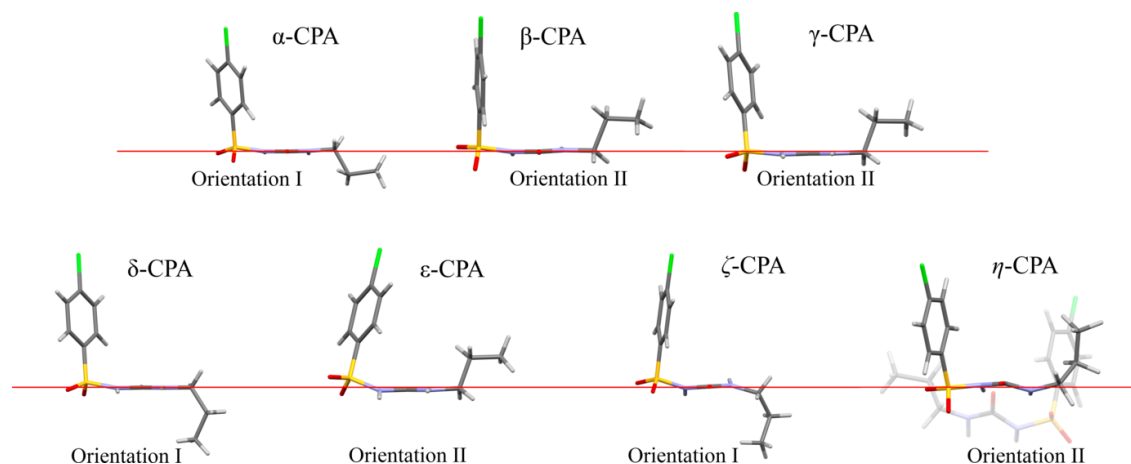 α-CPA
β-CPA
γ-CPA
Orientation I
Orientation II
Orientation II
δ-CPA
ε-CPA
ζ-CPA
η-CPA
Orientation I
Orientation II
Orientation I
Orientation II